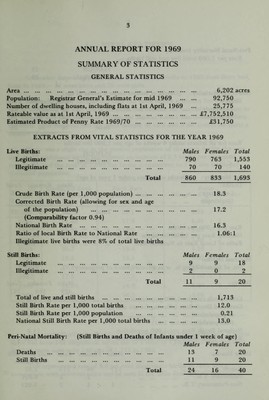 3
ANNUAL REPORT FOR 1969
SUMMARY OF STATISTICS
GENERAL STATISTICS
Area ... 6,202 acres
Population: Registrar General's Estimate for mid 1969 ... 92,750
Number of dwelling houses, including flats at 1st April, 1969 ... 25,775
Rateable value as at 1st April, 1969 ... £7,752,510
Estimated Product of Penny Rate 1969/70 ... £31,750
EXTRACTS FROM VITAL STATISTICS FOR THE YEAR 1969
Live Births: Males Females Total
Legitimate ... 790 763 1,553
Illegitimate ... 70 70 140
Total 860 833 1,693
Crude Birth Rate (per 1,000 population) ... 18.3
Corrected Birth Rate (allowing for sex and age
of the population) ... 17.2
(Comparability factor 0.94)
National Birth Rate ... 16.3
Ratio of local Birth Rate to National Rate ... 1.06:1
Illegitimate live births were 8% of total live births
Still Births: Males Females Total
Legitimate ... 9 9 18
Illegitimate ... 2 0 2
Total 11 9 20
Total of live and still births ... 1,713
Still Birth Rate per 1,000 total births ... 12.0
Still Birth Rate per 1,000 population ... 0.21
National Still Birth Rate per 1,000 total births ... 13.0
Peri-Natal Mortality: (Still Births and Deaths of Infants under 1 week of age)
Males Females Total
Deaths ... 13 7 20
Still Births ... 11 9 20
Total 24 16 40